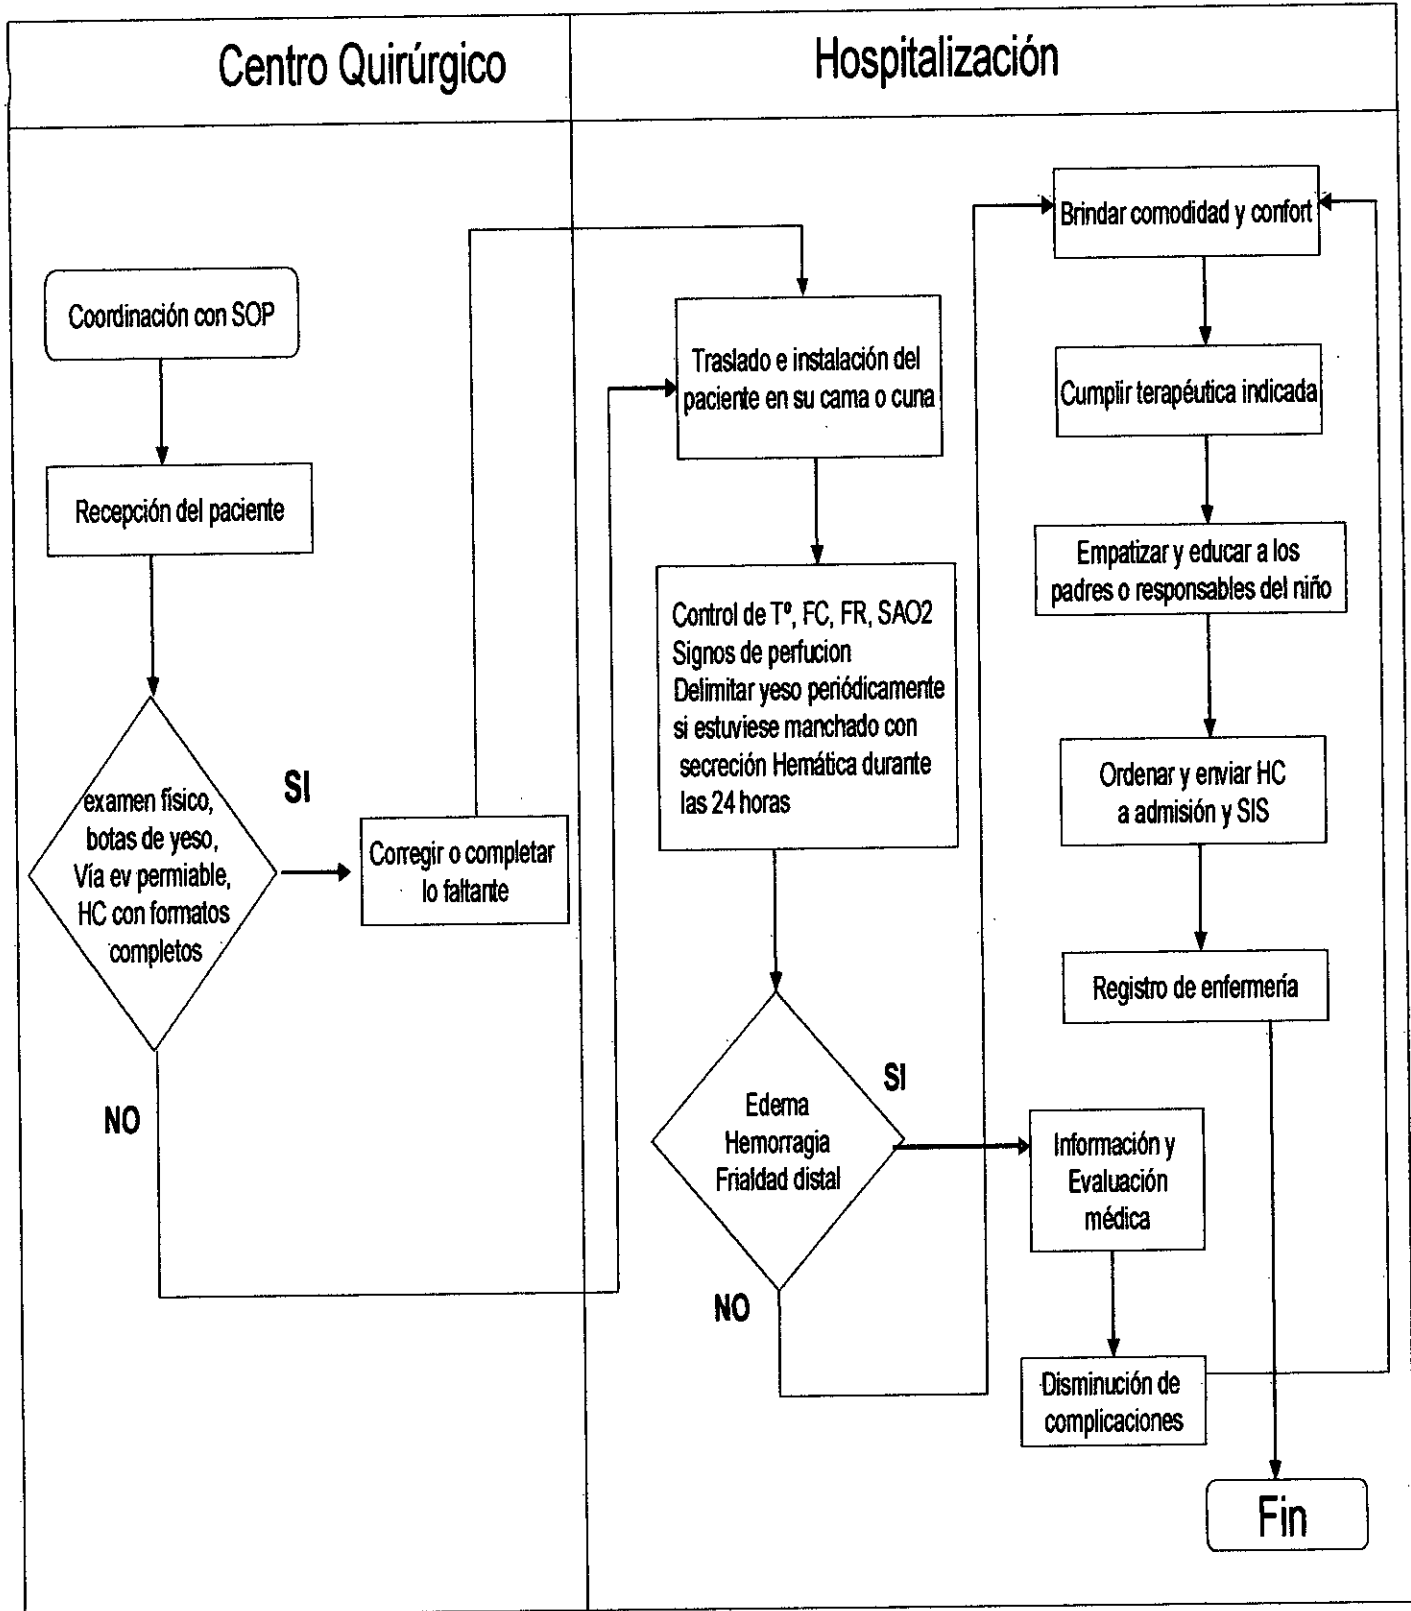 Centro Quirúrgico
Hospitalización
Coordinación con SOP
Recepción del paciente
examen físico,
botas de yeso,
Vía ev permiable,
HC con formatos
completos
SI
NO
Corregir o completar
lo faltante
Traslado e instalación del
paciente en su cama o cuna
Control de Tº, FC, FR, SAO2
Signos de perfucion
Delimitar yeso periódicamente
si estuviese manchado con
secreción Hemática durante
las 24 horas
Edema
Hemorragia
Frialdad distal
SI
NO
Información y
Evaluación
médica
Disminución de
complicaciones
Brindar comodidad y confort
Cumplir terapéutica indicada
Empatizar y educar a los
padres o responsables del niño
Ordenar y enviar HC
a admisión y SIS
Registro de enfermería
Fin